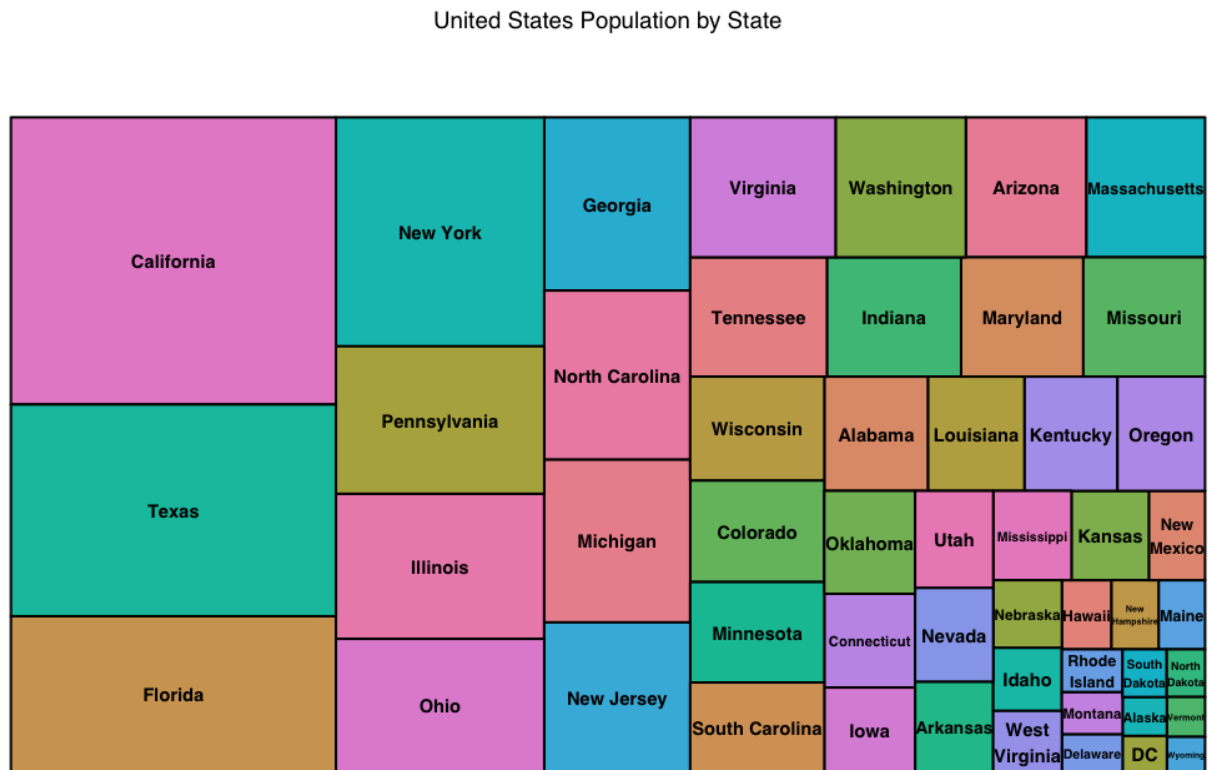 United States Population by State
California
Texas
Florida
New York
Pennsylvania
Illinois
Ohio
Georgia
North Carolina
Michigan
New Jersey
Virginia
Washington
Arizona
Massachusetts
Tennessee
Indiana
Maryland
Missouri
Wisconsin
Alabama
Louisiana
Kentucky
Oregon
Colorado
Minnesota
South Carolina
Oklahoma
Connecticut
Iowa
Utah
Nevada
Arkansas
Mississippi
Kansas
New
Mexico
Nebraska
Hawaii
New
Hampshire
Maine
Idaho
West
Virginia
Rhode
Island
Montana
Delaware
South
Dakota
North
Dakota
Alaska
Vermont
DC
Wyoming